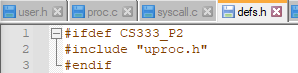 user.h proc.c syscall.c defs.h
1 #ifdef CS333_P2
2 #include "uproc.h"
3 #endif